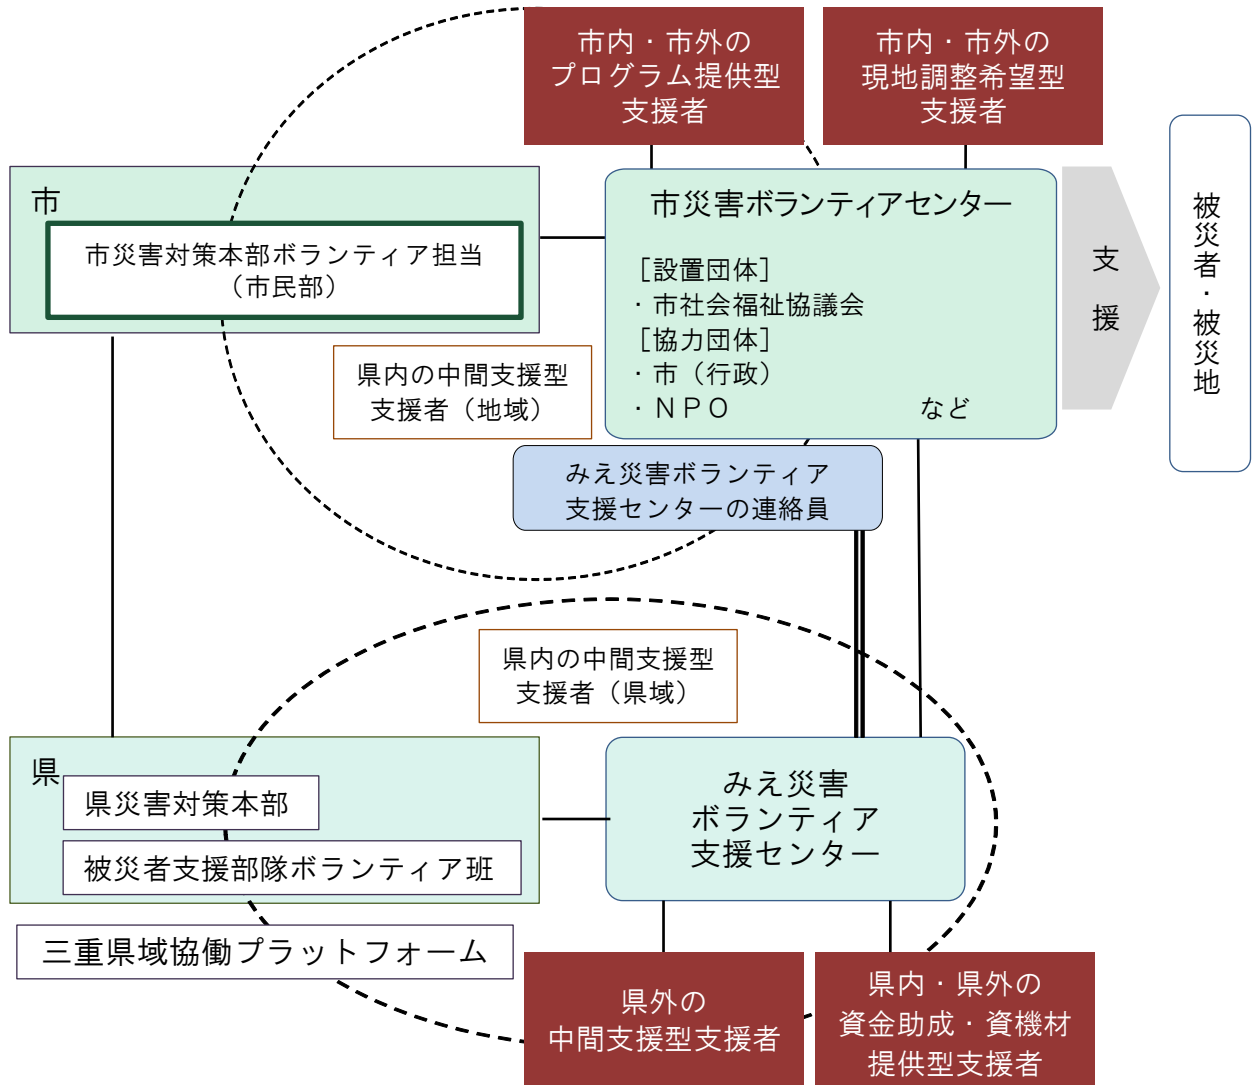 市内・市外の
プログラム提供型
支援者
市内・市外の
現地調整希望型
支援者
市
市災害対策本部ボランティア担当
（市民部）
市災害ボランティアセンター
［設置団体］
・市社会福祉協議会
［協力団体］
・市（行政）
・ＮＰＯ　　　　　　　など
支
援
被災者・被災地
県内の中間支援型
支援者（地域）
みえ災害ボランティア
支援センターの連絡員
県内の中間支援型
支援者（県域）
県
県災害対策本部
被災者支援部隊ボランティア班
みえ災害
ボランティア
支援センター
三重県域協働プラットフォーム
県外の
中間支援型支援者
県内・県外の
資金助成・資機材
提供型支援者